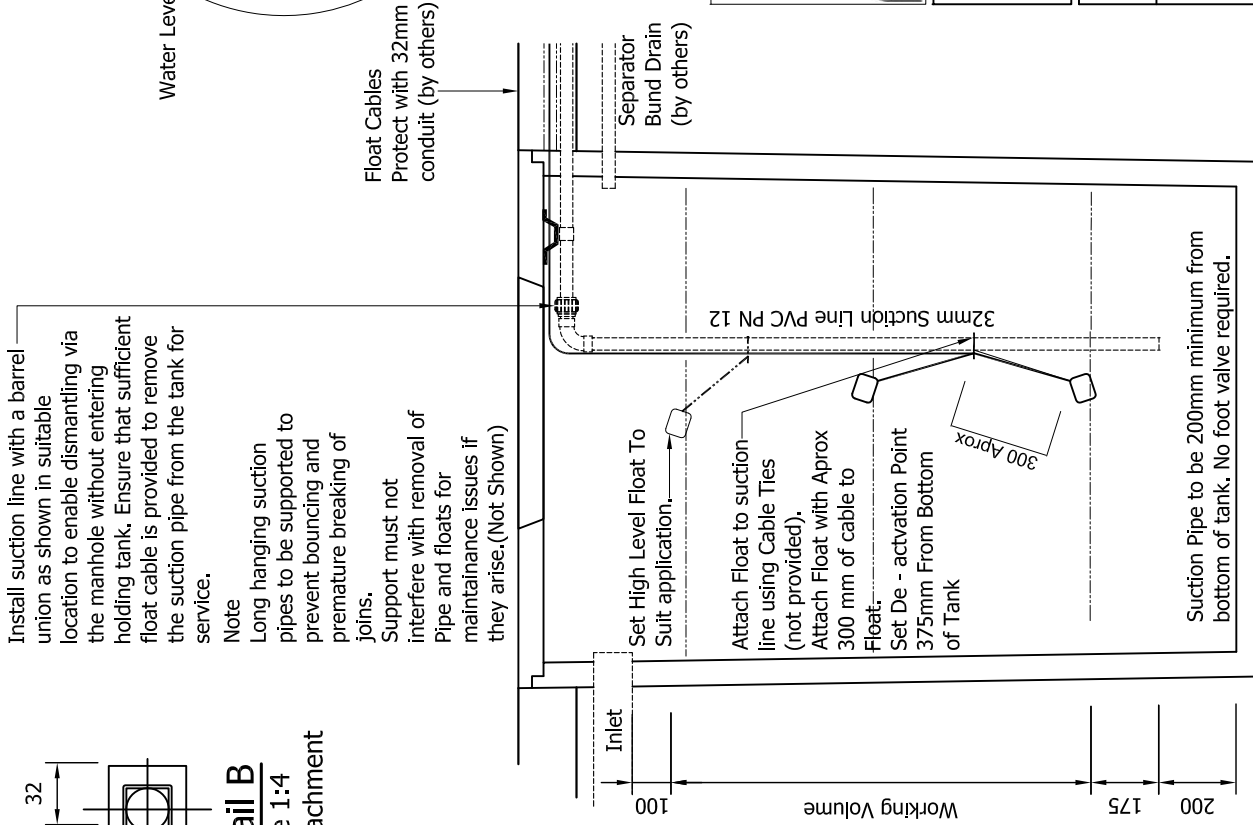 Install suction line with a barrel
union as shown in suitable
location to enable dismantling via
the manhole without entering
holding tank. Ensure that sufficient
float cable is provided to remove
the suction pipe from the tank for
service.
Note
Long hanging suction
pipes to be supported to
prevent bouncing and
premature breaking of
joins.
Support must not
interfere with removal of
Pipe and floats for
maintainance issues if
they arise.(Not Shown)
Water Leve
Float Cables
Protect with 32mm
conduit (by others)
Separator
Bund Drain
(by others)
32
ail B
e 1:4
achment
Set High Level Float To
Suit application.
Attach Float to suction
line using Cable Ties
(not provided).
Attach Float with Aprox
300 mm of cable to
Float.
Set De - actvation Point
375mm From Bottom
of Tank
32mm Suction Line PVC PN 12
300 Aprox
Suction Pipe to be 200mm minimum from
bottom of tank. No foot valve required.
Inlet
100
Working Volume
175
200